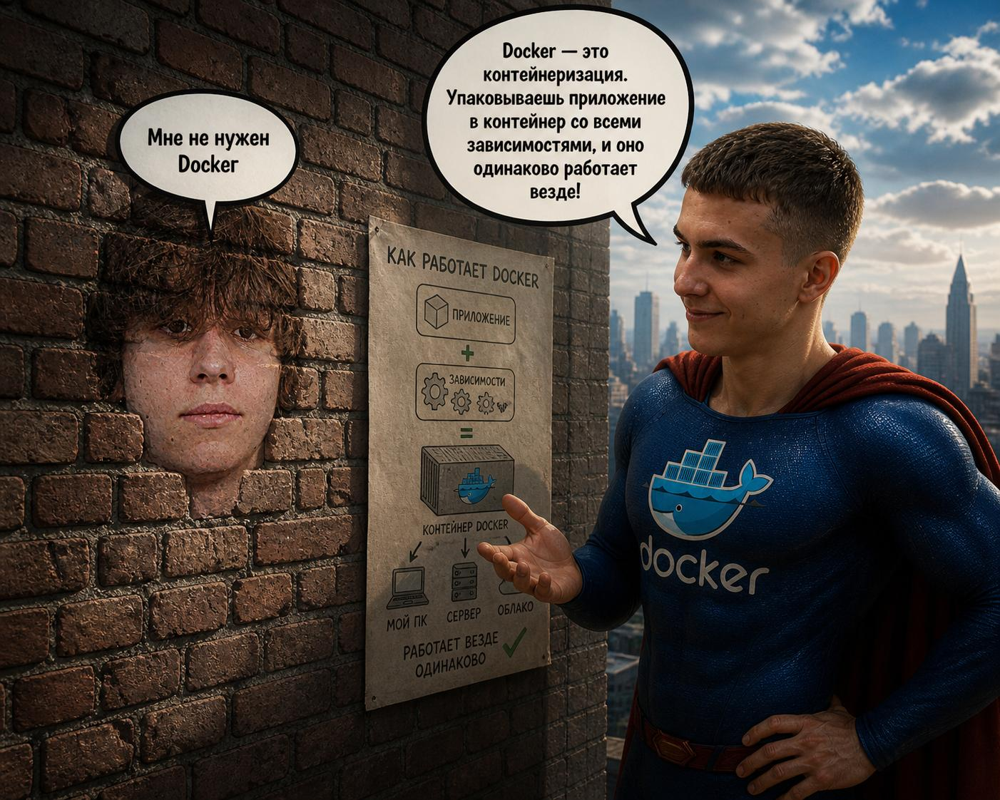 Мне не нужен
Docker
Docker — это
контейнеризация.
Упаковываешь приложение
в контейнер со всеми
зависимостями, и оно
одинаково работает
везде!
КАК РАБОТАЕТ DOCKER
ПРИЛОЖЕНИЕ
+
ЗАВИСИМОСТИ
=
КОНТЕЙНЕР DOCKER
МОЙ ПК
СЕРВЕР
ОБЛАКО
РАБОТАЕТ ВЕЗДЕ
ОДИНАКОВО
docker